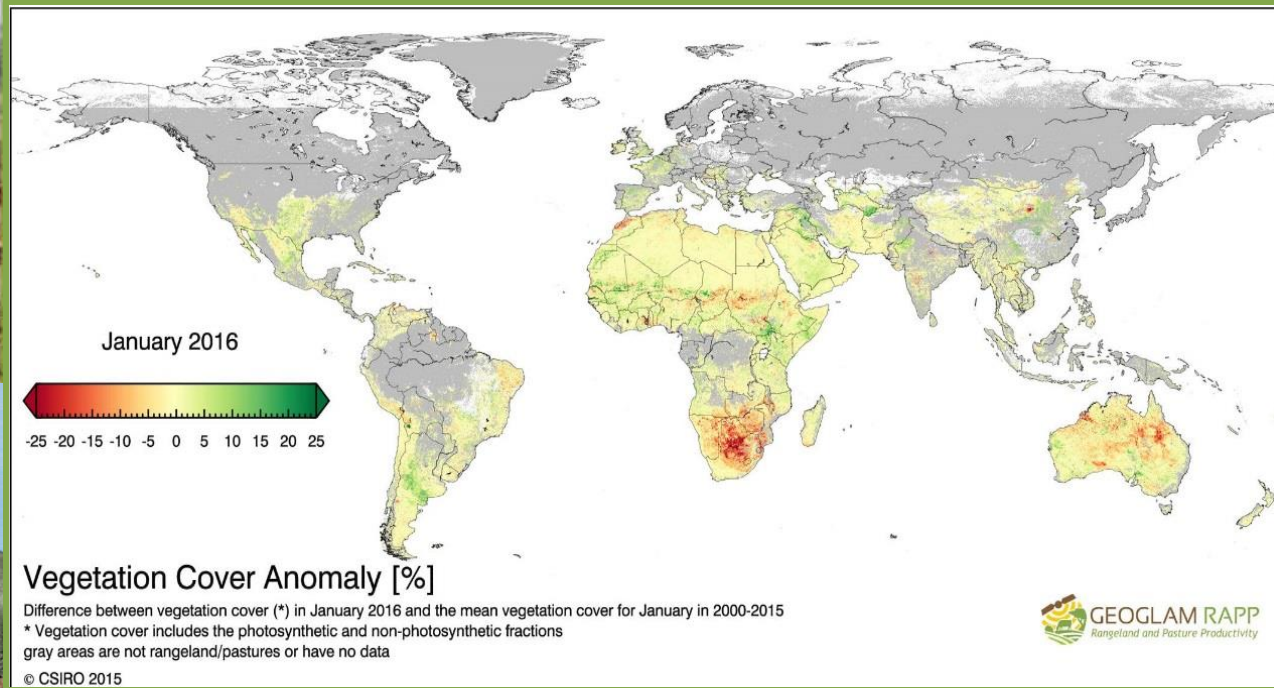 January 2016
-25 -20 -15 -10 -5 0 5 10 15 20 25
Vegetation Cover Anomaly [%]
Difference between vegetation cover (*) in January 2016 and the mean vegetation cover for January in 2000-2015
* Vegetation cover includes the photosynthetic and non-photosynthetic fractions
gray areas are not rangeland/pastures or have no data
© CSIRO 2015
GEOGLAM RAPP
Rangeland and Pasture Productivity